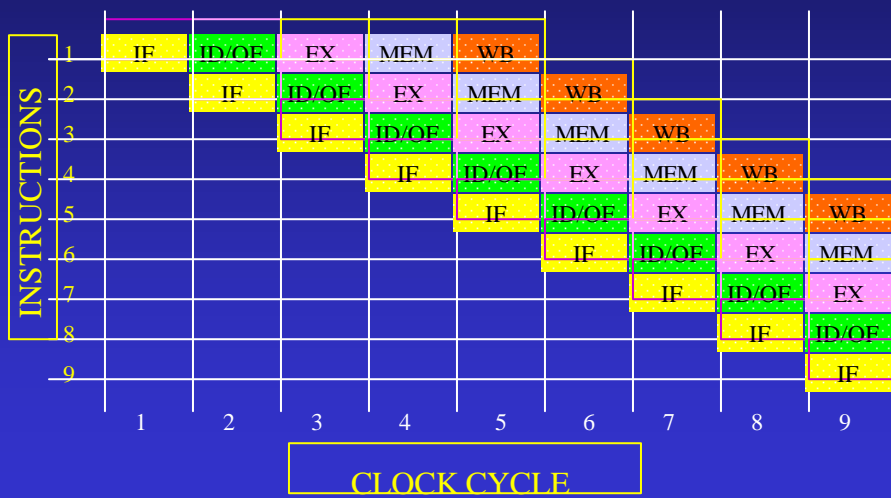 INSTRUCTIONS
1 IF ID/OF EX MEM WB
2 IF ID/OF EX MEM WB
3 IF ID/OF EX MEM WB
4 IF ID/OF EX MEM WB
5 IF ID/OF EX MEM WB
6 IF ID/OF EX MEM
7 IF ID/OF EX
8 IF ID/OF
9 IF
1 2 3 4 5 6 7 8 9
CLOCK CYCLE